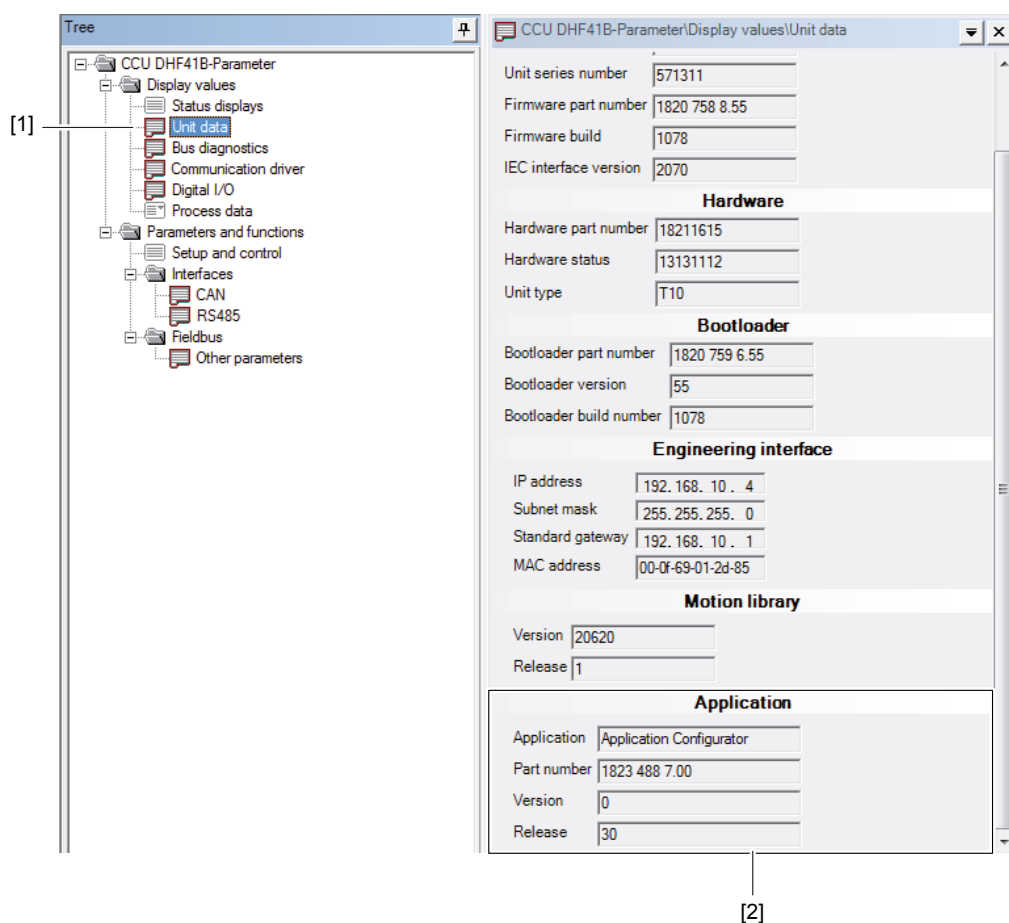 Tree
CCU DHF41B-Parameter
Display values
Status displays
Unit data
Bus diagnostics
Communication driver
Digital I/O
Process data
Parameters and functions
Setup and control
Interfaces
CAN
RS485
Fieldbus
Other parameters
[1]
CCU DHF41B-Parameter\Display values\Unit data
Unit series number 571311
Firmware part number 1820 758 8.55
Firmware build 1078
IEC interface version 2070
Hardware
Hardware part number 18211615
Hardware status 13131112
Unit type T10
Bootloader
Bootloader part number 1820 759 6.55
Bootloader version 55
Bootloader build number 1078
Engineering interface
IP address 192.168. 10 . 4
Subnet mask 255.255.255. 0
Standard gateway 192.168. 10 . 1
MAC address 00-0f-69-01-2d-85
Motion library
Version 20620
Release 1
Application
Application Application Configurator
Part number 1823 488 7.00
Version 0
Release 30
[2]